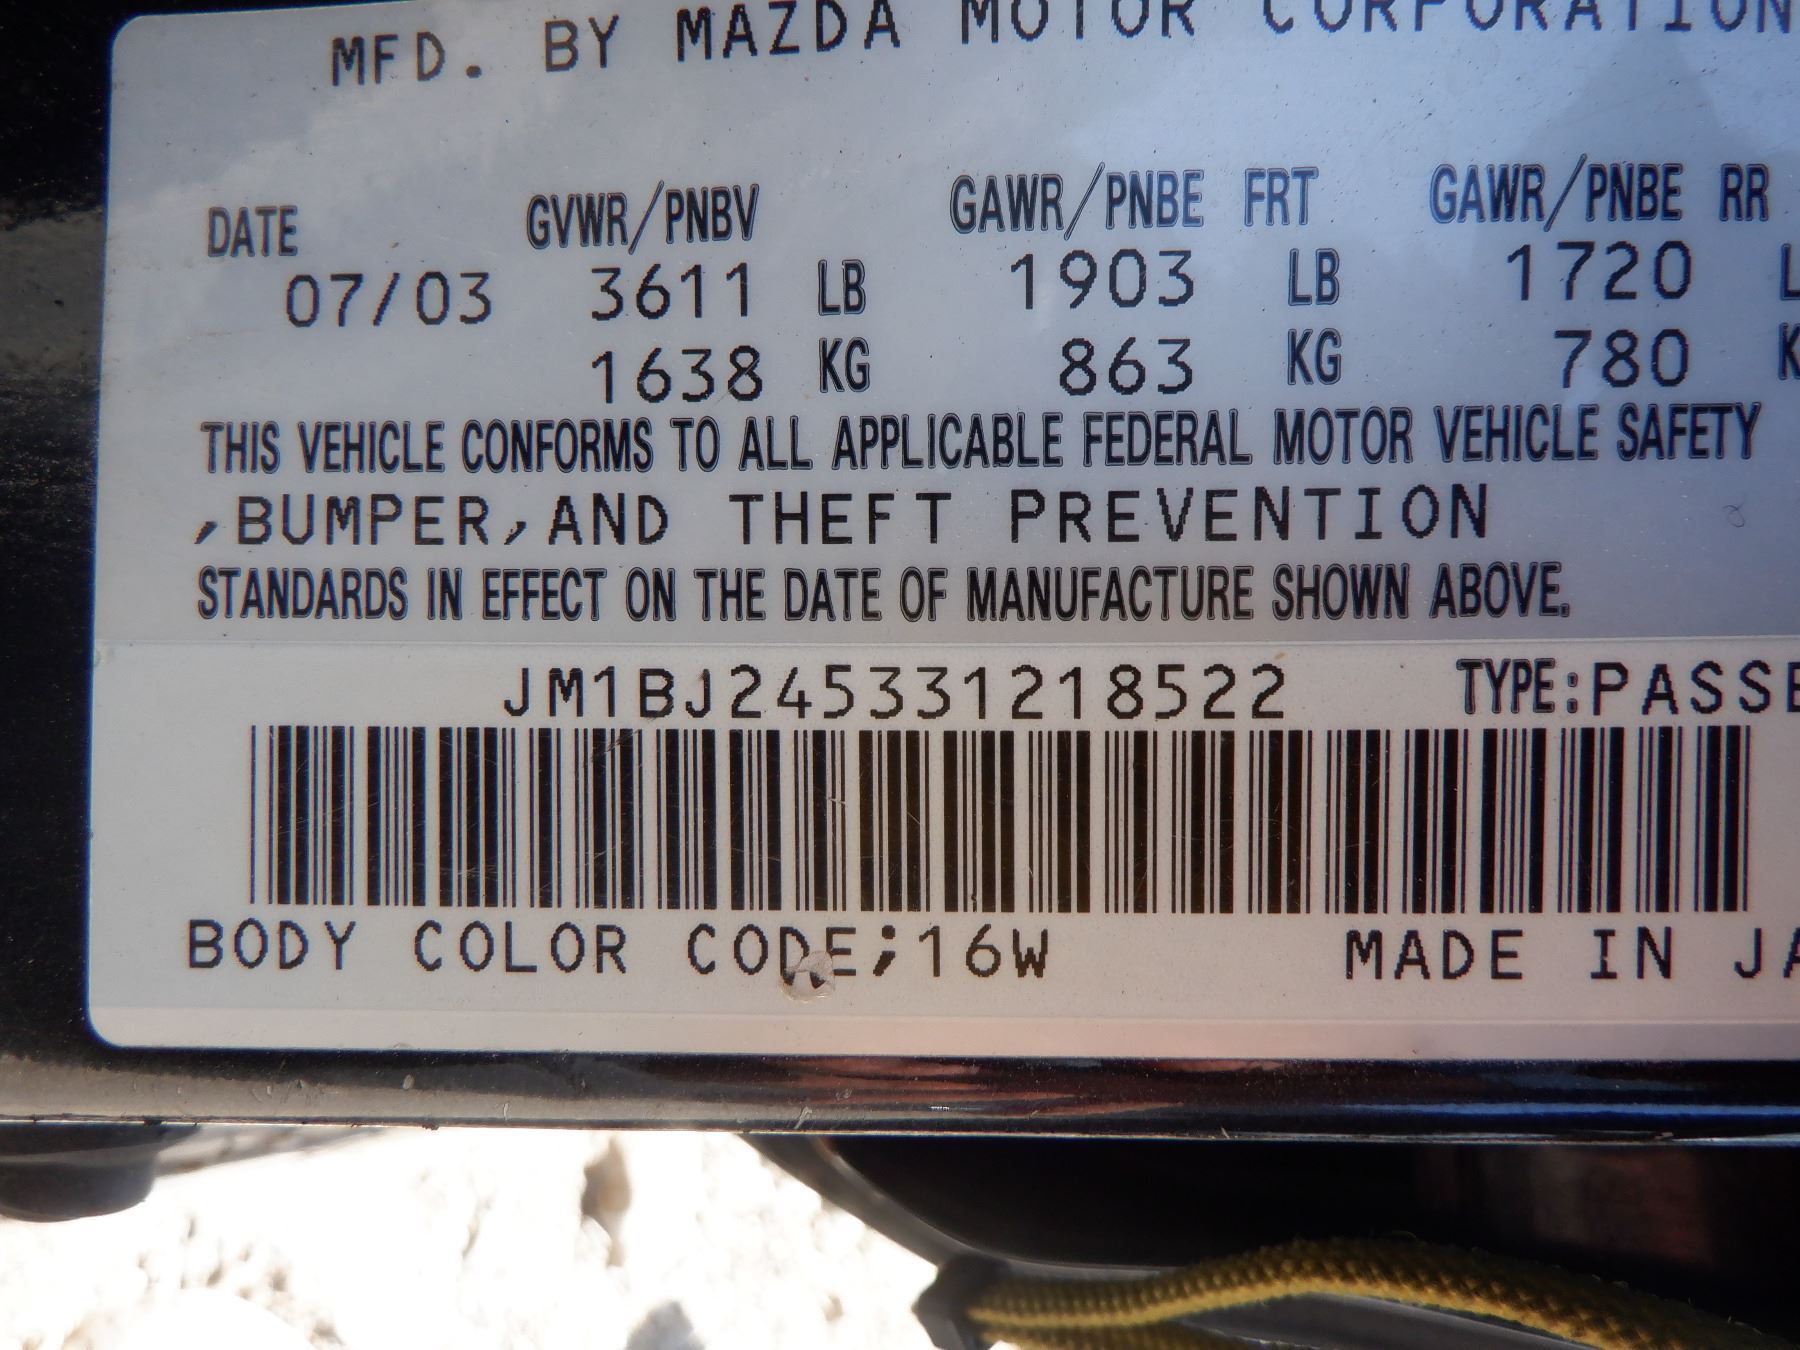 MFD. BY MAZDA MOTOR CORPORATION
DATE GVWR/PNBV GAWR/PNBE FRT GAWR/PNBE RR
07/03 3611 LB 1903 LB 1720 L
1638 KG 863 KG 780 K
THIS VEHICLE CONFORMS TO ALL APPLICABLE FEDERAL MOTOR VEHICLE SAFETY
,BUMPER,AND THEFT PREVENTION
STANDARDS IN EFFECT ON THE DATE OF MANUFACTURE SHOWN ABOVE.
JM1BJ245331218522 TYPE:PASSE
BODY COLOR CODE;16W MADE IN JA